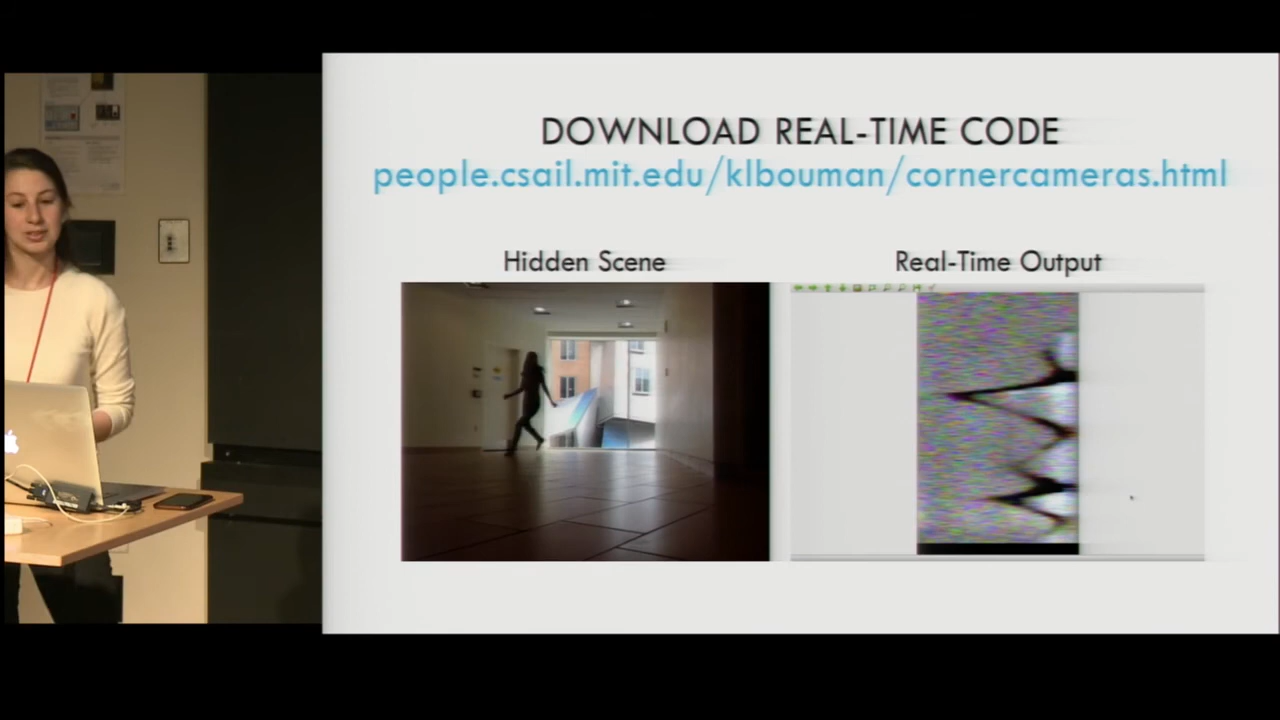 DOWNLOAD REAL-TIME CODE
people.csail.mit.edu/klbouman/cornercameras.html
Hidden Scene
Real-Time Output